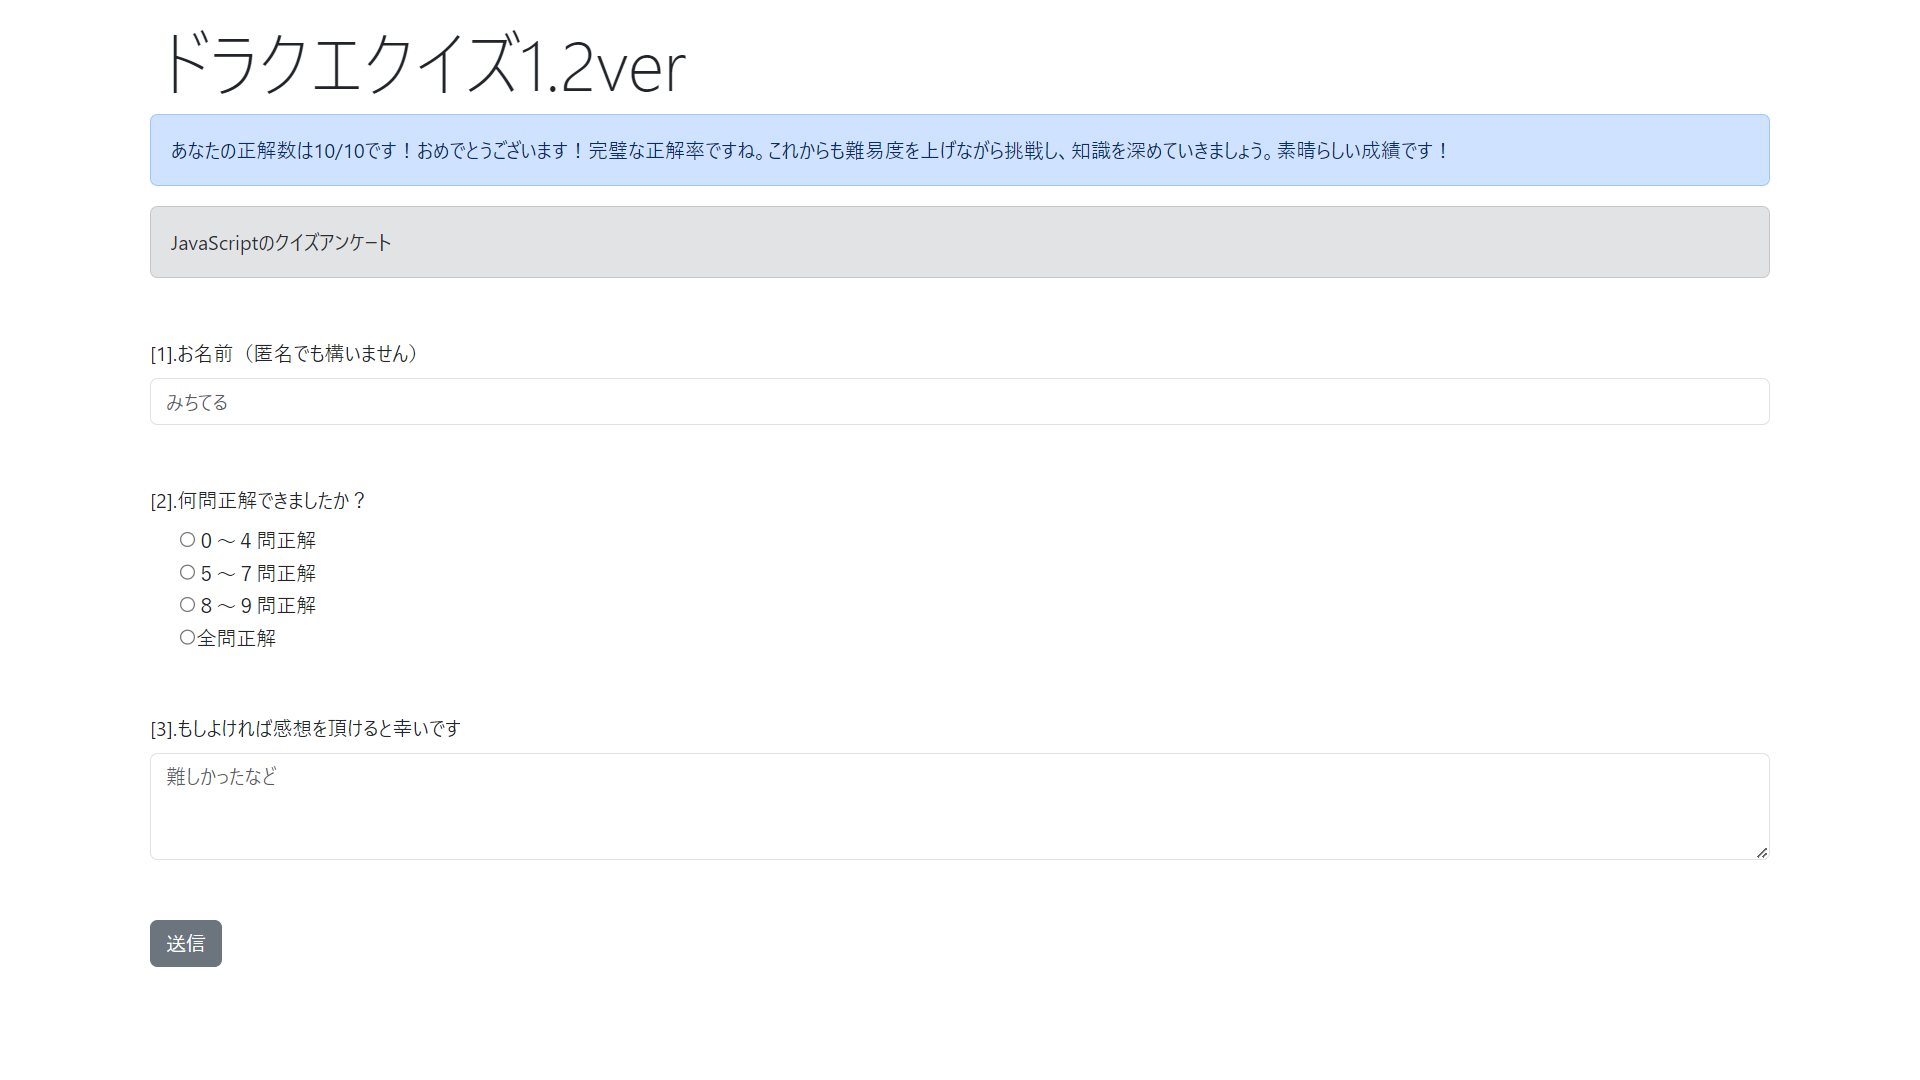 ドラクエクイズ1.2ver
あなたの正解数は10/10です！おめでとうございます！完璧な正解率ですね。これからも難易度を上げながら挑戦し、知識を深めていきましょう。素晴らしい成績です！
JavaScriptのクイズアンケート
[1].お名前（匿名でも構いません）
みちてる
[2].何問正解できましたか？
0 ～ 4 問正解
5 ～ 7 問正解
8 ～ 9 問正解
全問正解
[3].もしよければ感想を頂けると幸いです
難しかったなど
送信